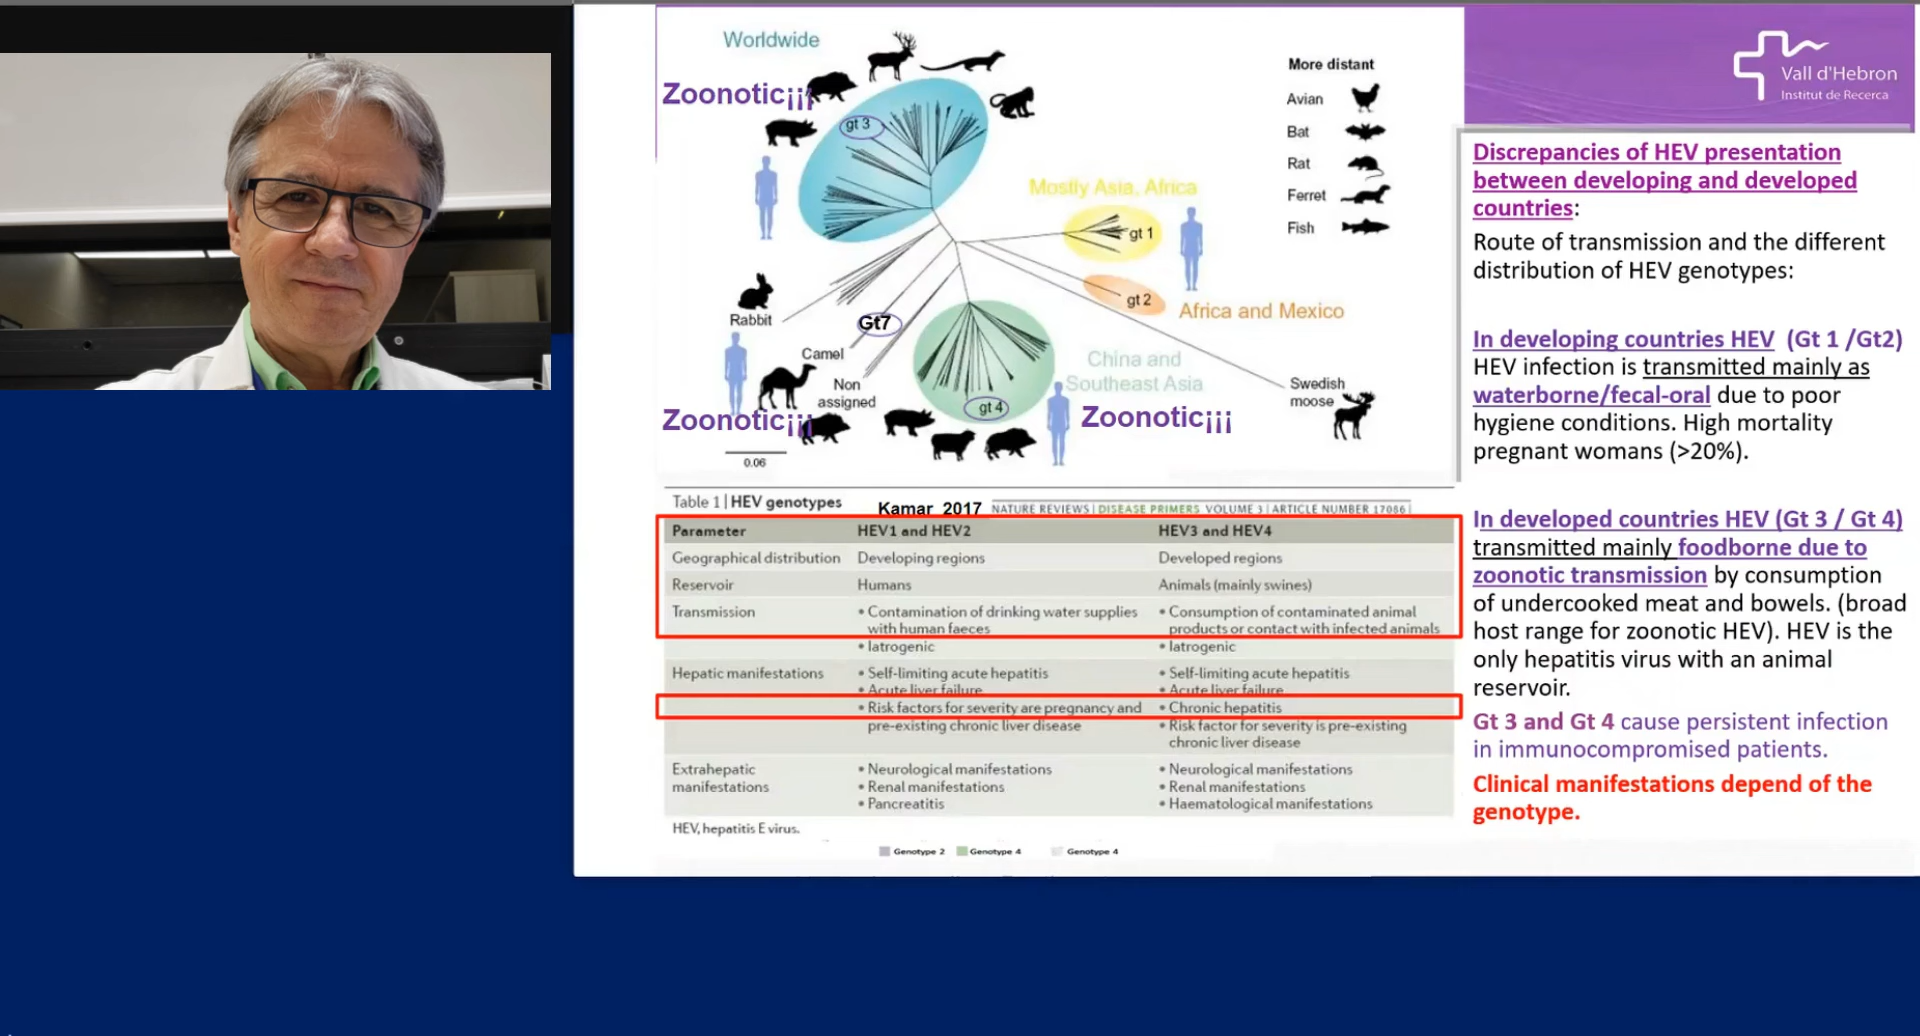 Worldwide
Zoonotic¡¡¡
gt 3
Mostly Asia, Africa
gt 1
gt 2
Africa and Mexico
Rabbit
Gt7
Camel
Non
assigned
China and
Southeast Asia
gt 4
Zoonotic¡¡¡
Zoonotic¡¡¡
Swedish
moose
0.06
More distant
Avian
Bat
Rat
Ferret
Fish
Vall d'Hebron
Institut de Recerca
Discrepancies of HEV presentation
between developing and developed
countries:
Route of transmission and the different
distribution of HEV genotypes:
In developing countries HEV (Gt 1 /Gt2)
HEV infection is transmitted mainly as
waterborne/fecal-oral due to poor
hygiene conditions. High mortality
pregnant womans (>20%).
In developed countries HEV (Gt 3 / Gt 4)
transmitted mainly foodborne due to
zoonotic transmission by consumption
of undercooked meat and bowels. (broad
host range for zoonotic HEV). HEV is the
only hepatitis virus with an animal
reservoir.
Gt 3 and Gt 4 cause persistent infection
in immunocompromised patients.
Clinical manifestations depend of the
genotype.
Table 1 | HEV genotypes Kamar 2017 NATURE REVIEWS | DISEASE PRIMERS VOLUME 3 | ARTICLE NUMBER 17086 |
Parameter HEV1 and HEV2 HEV3 and HEV4
Geographical distribution Developing regions Developed regions
Reservoir Humans Animals (mainly swines)
Transmission • Contamination of drinking water supplies • Consumption of contaminated animal
with human faeces products or contact with infected animals
• Iatrogenic • Iatrogenic
Hepatic manifestations • Self-limiting acute hepatitis • Self-limiting acute hepatitis
• Acute liver failure • Acute liver failure
• Risk factors for severity are pregnancy and • Chronic hepatitis
pre-existing chronic liver disease • Risk factor for severity is pre-existing
chronic liver disease
Extrahepatic • Neurological manifestations • Neurological manifestations
manifestations • Renal manifestations • Renal manifestations
• Pancreatitis • Haematological manifestations
HEV, hepatitis E virus.
Genotype 2 Genotype 4 Genotype 4